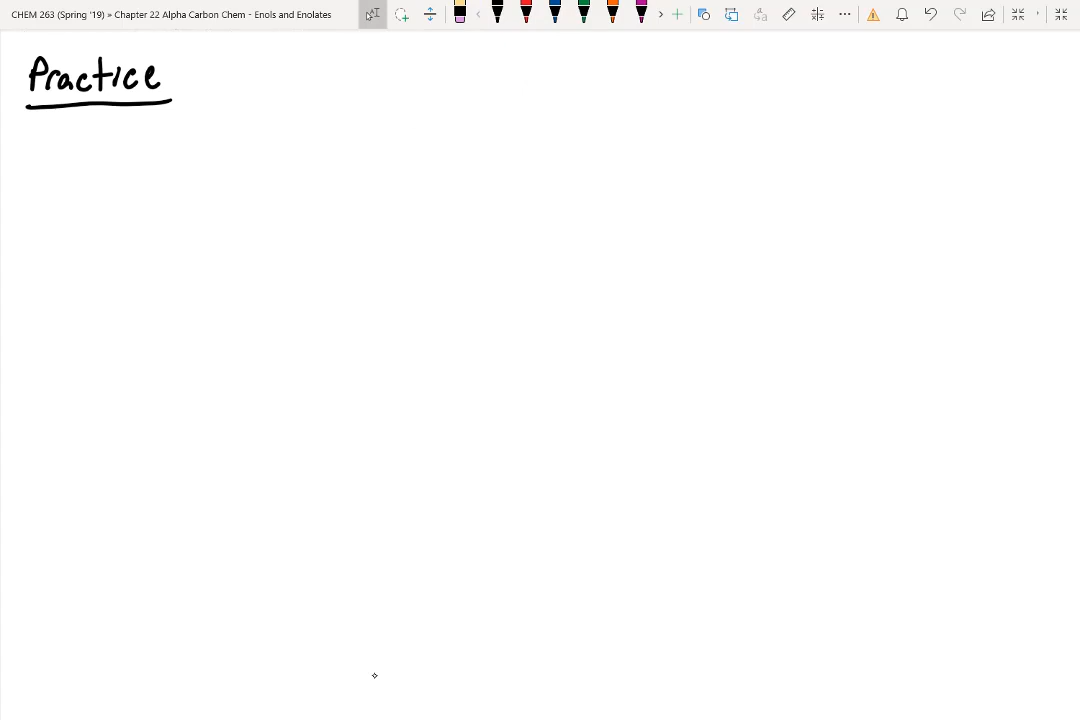 CHEM 263 (Spring '19) » Chapter 22 Alpha Carbon Chem - Enols and Enolates
Practice